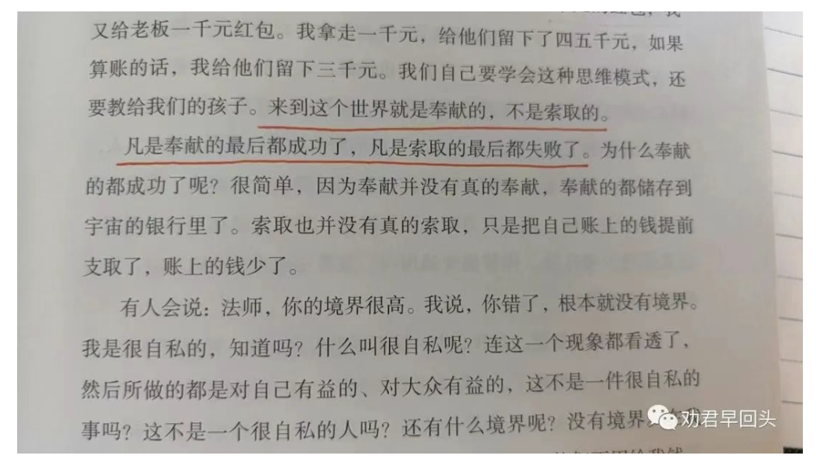 又给老板一千元红包。我拿走一千元，给他们留下了四五千元，如果
算账的话，我给他们留下三千元。我们自己要学会这种思维模式，还
要教给我们的孩子。来到这个世界就是奉献的，不是索取的。
凡是奉献的最后都成功了，凡是索取的最后都失败了。为什么奉献
的都成功了呢？很简单，因为奉献并没有真的奉献，奉献的都储存到
宇宙的银行里了。索取也并没有真的索取，只是把自己账上的钱提前
支取了，账上的钱少了。
有人会说：法师，你的境界很高。我说，你错了，根本就没有境界。
我是很自私的，知道吗？什么叫很自私呢？连这一个现象都看透了，
然后所做的都是对自己有益的、对大众有益的，这不是一件很自私的
事吗？这不是一个很自私的人吗？还有什么境界呢？没有境界
劝君早回头